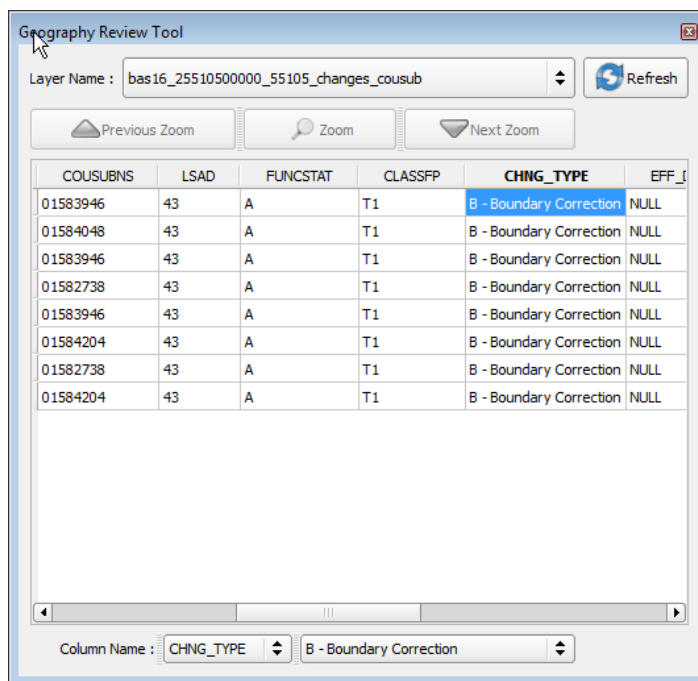 Geography Review Tool
Layer Name : bas16_25510500000_55105_changes_cousub Refresh
Previous Zoom Zoom Next Zoom
COUSUBNS LSAD FUNCSTAT CLASSFP CHNG_TYPE EFF_D
01583946 43 A T1 B - Boundary Correction NULL
01584048 43 A T1 B - Boundary Correction NULL
01583946 43 A T1 B - Boundary Correction NULL
01582738 43 A T1 B - Boundary Correction NULL
01583946 43 A T1 B - Boundary Correction NULL
01584204 43 A T1 B - Boundary Correction NULL
01582738 43 A T1 B - Boundary Correction NULL
01584204 43 A T1 B - Boundary Correction NULL
Column Name : CHNG_TYPE B - Boundary Correction